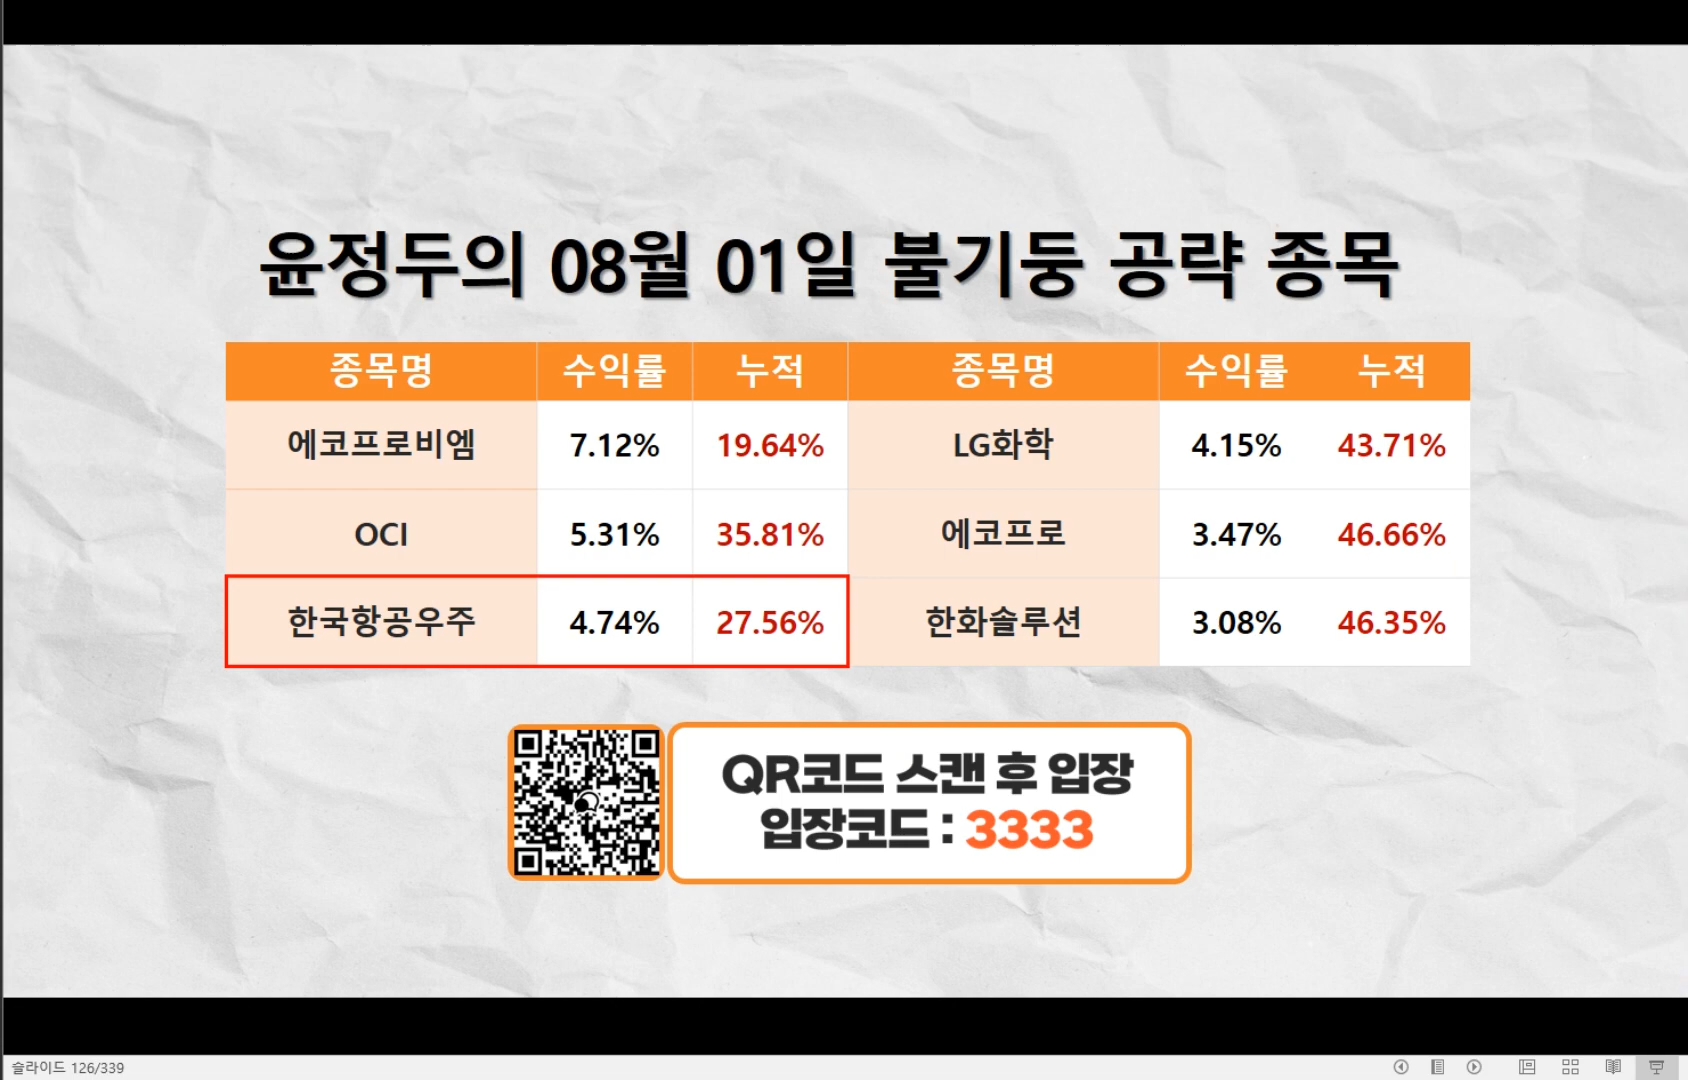 윤정두의 08월 01일 불기둥 공략 종목
종목명 수익률 누적 종목명 수익률 누적
에코프로비엠 7.12% 19.64% LG화학 4.15% 43.71%
OCI 5.31% 35.81% 에코프로 3.47% 46.66%
한국항공우주 4.74% 27.56% 한화솔루션 3.08% 46.35%
QR코드 스캔 후 입장
입장코드 : 3333
슬라이드 126/339